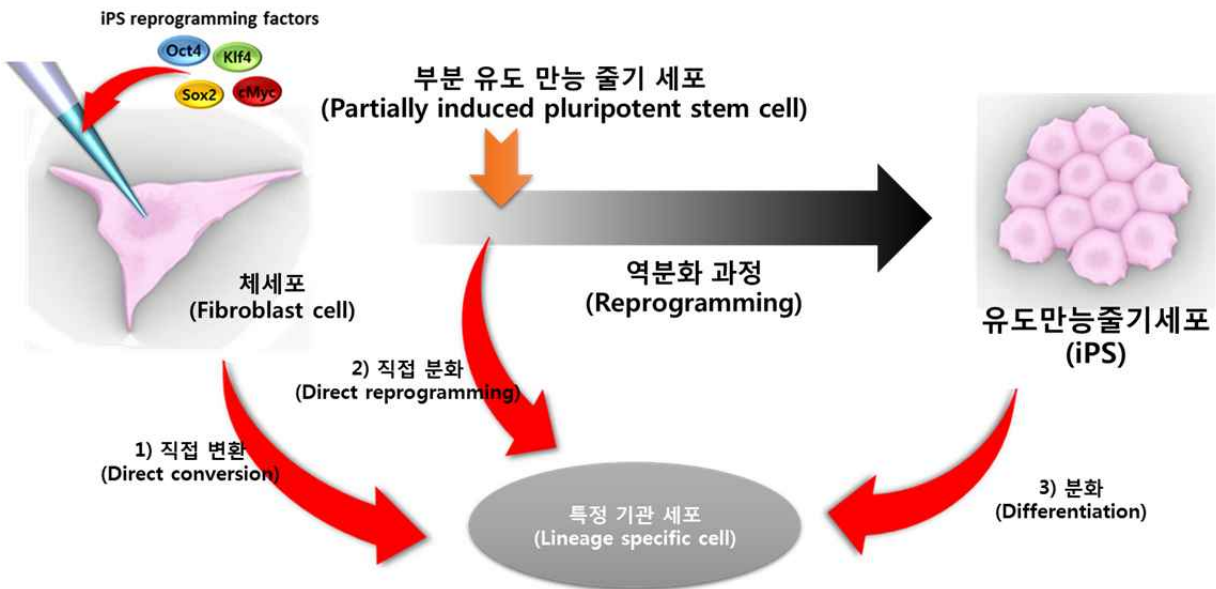 iPS reprogramming factors
Oct4
Klf4
Sox2
cMyc
부분 유도 만능 줄기 세포
(Partially induced pluripotent stem cell)
체세포
(Fibroblast cell)
역분화 과정
(Reprogramming)
유도만능줄기세포
(iPS)
2) 직접 분화
(Direct reprogramming)
1) 직접 변환
(Direct conversion)
특정 기관 세포
(Lineage specific cell)
3) 분화
(Differentiation)